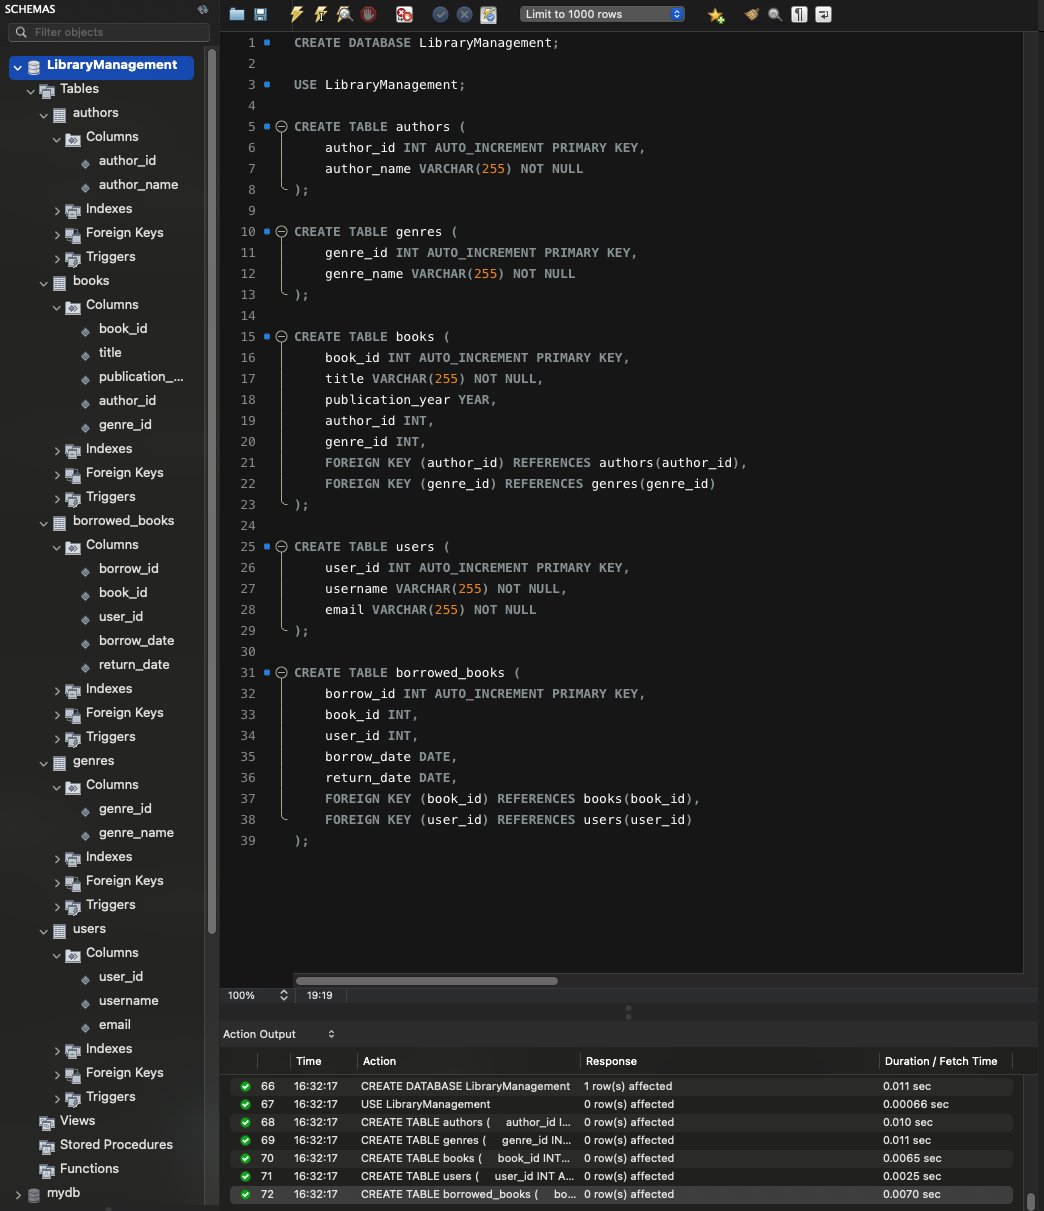 SCHEMAS
Filter objects
LibraryManagement
Tables
authors
Columns
author_id
author_name
Indexes
Foreign Keys
Triggers
books
Columns
book_id
title
publication_...
author_id
genre_id
Indexes
Foreign Keys
Triggers
borrowed_books
Columns
borrow_id
book_id
user_id
borrow_date
return_date
Indexes
Foreign Keys
Triggers
genres
Columns
genre_id
genre_name
Indexes
Foreign Keys
Triggers
users
Columns
user_id
username
email
Indexes
Foreign Keys
Triggers
Views
Stored Procedures
Functions
mydb
Limit to 1000 rows
1 CREATE DATABASE LibraryManagement;
2
3 USE LibraryManagement;
4
5 CREATE TABLE authors (
6 author_id INT AUTO_INCREMENT PRIMARY KEY,
7 author_name VARCHAR(255) NOT NULL
8 );
9
10 CREATE TABLE genres (
11 genre_id INT AUTO_INCREMENT PRIMARY KEY,
12 genre_name VARCHAR(255) NOT NULL
13 );
14
15 CREATE TABLE books (
16 book_id INT AUTO_INCREMENT PRIMARY KEY,
17 title VARCHAR(255) NOT NULL,
18 publication_year YEAR,
19 author_id INT,
20 genre_id INT,
21 FOREIGN KEY (author_id) REFERENCES authors(author_id),
22 FOREIGN KEY (genre_id) REFERENCES genres(genre_id)
23 );
24
25 CREATE TABLE users (
26 user_id INT AUTO_INCREMENT PRIMARY KEY,
27 username VARCHAR(255) NOT NULL,
28 email VARCHAR(255) NOT NULL
29 );
30
31 CREATE TABLE borrowed_books (
32 borrow_id INT AUTO_INCREMENT PRIMARY KEY,
33 book_id INT,
34 user_id INT,
35 borrow_date DATE,
36 return_date DATE,
37 FOREIGN KEY (book_id) REFERENCES books(book_id),
38 FOREIGN KEY (user_id) REFERENCES users(user_id)
39 );
100% 19:19
Action Output
Time Action Response Duration / Fetch Time
66 16:32:17 CREATE DATABASE LibraryManagement 1 row(s) affected 0.011 sec
67 16:32:17 USE LibraryManagement 0 row(s) affected 0.00066 sec
68 16:32:17 CREATE TABLE authors ( author_id I... 0 row(s) affected 0.010 sec
69 16:32:17 CREATE TABLE genres ( genre_id IN... 0 row(s) affected 0.011 sec
70 16:32:17 CREATE TABLE books ( book_id INT... 0 row(s) affected 0.0065 sec
71 16:32:17 CREATE TABLE users ( user_id INT A... 0 row(s) affected 0.0025 sec
72 16:32:17 CREATE TABLE borrowed_books ( bo... 0 row(s) affected 0.0070 sec